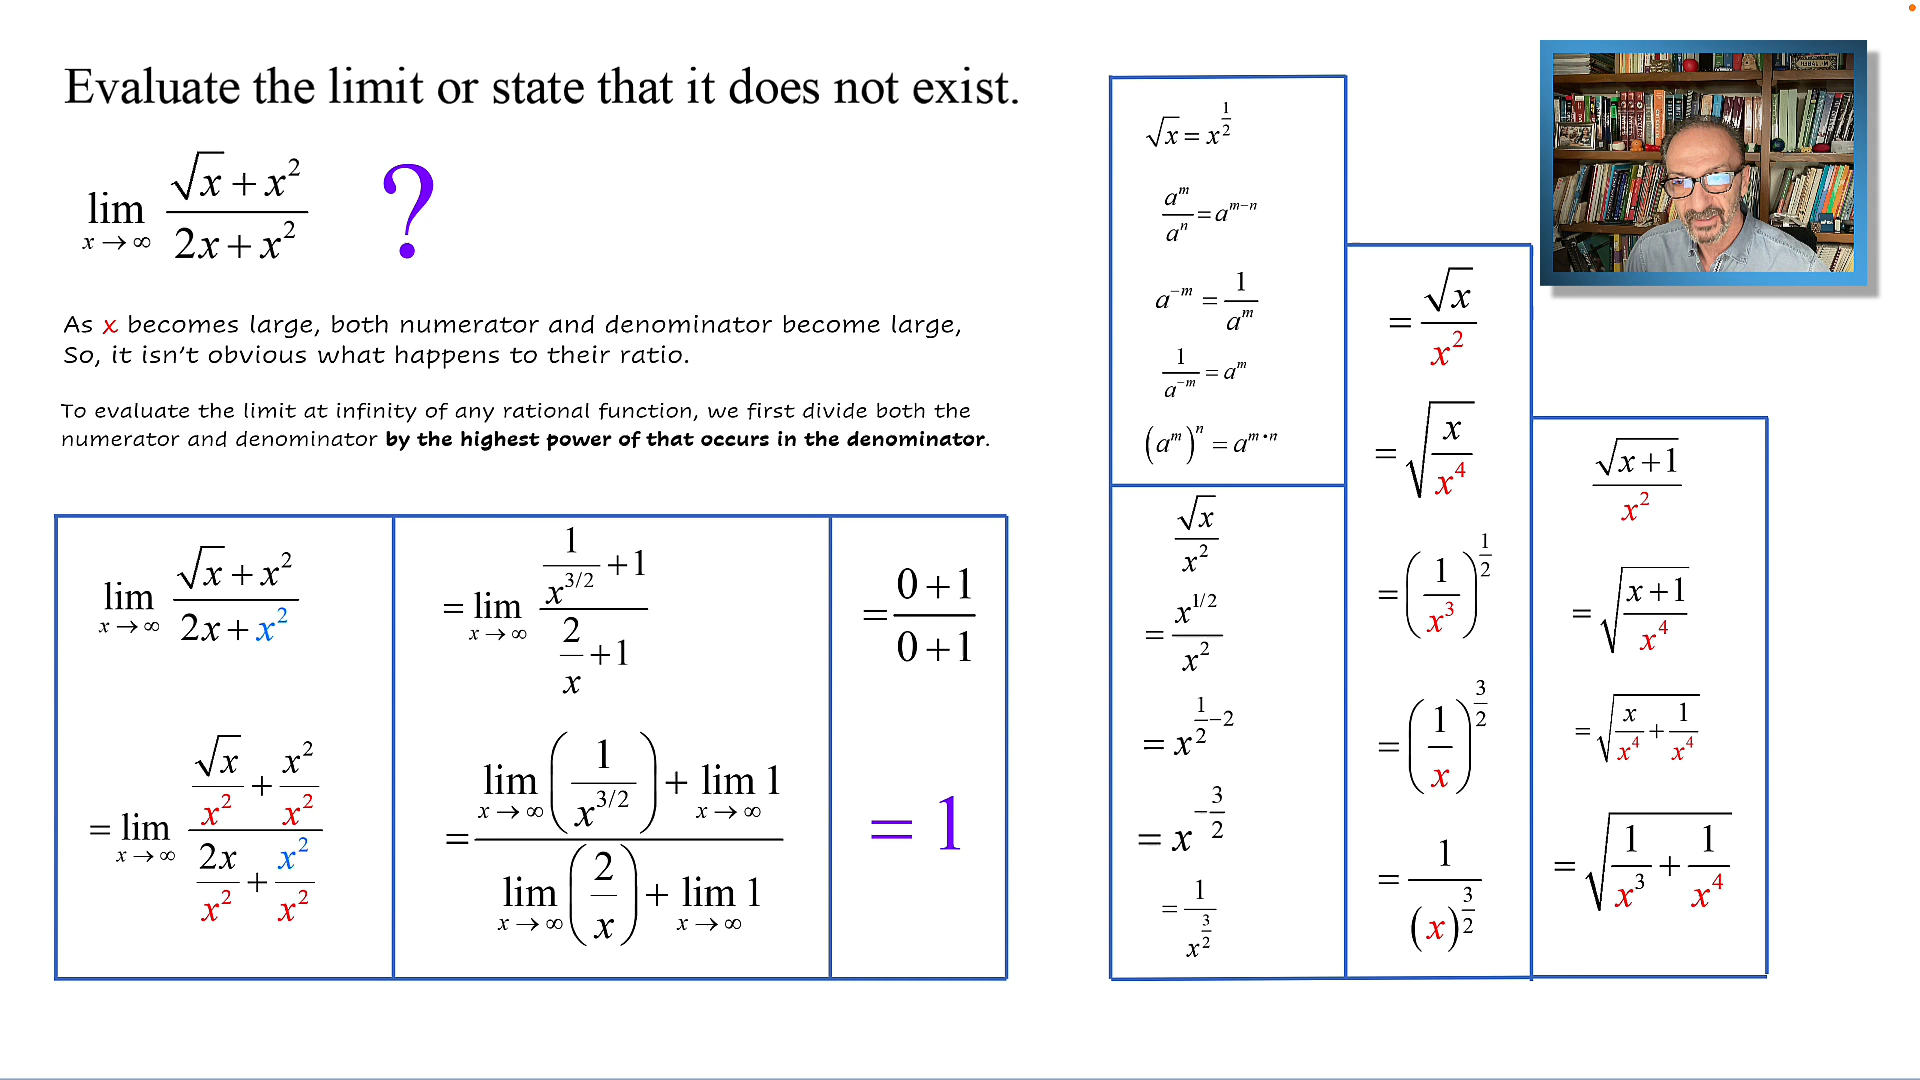 Evaluate the limit or state that it does not exist.
lim x→∞ (√x + x²)/(2x + x²) ?
As x becomes large, both numerator and denominator become large,
So, it isn't obvious what happens to their ratio.
To evaluate the limit at infinity of any rational function, we first divide both the
numerator and denominator by the highest power of that occurs in the denominator.
lim x→∞ (√x + x²)/(2x + x²)
= lim x→∞ (√x/x² + x²/x²)/(2x/x² + x²/x²)
= lim x→∞ (1/x^(3/2) + 1)/(2/x + 1)
= (lim x→∞ (1/x^(3/2)) + lim x→∞ 1)/(lim x→∞ (2/x) + lim x→∞ 1)
= (0 + 1)/(0 + 1)
= 1
√x = x^(1/2)
a^m/a^n = a^(m−n)
a^(−m) = 1/a^m
1/a^(−m) = a^m
(a^m)^n = a^(m•n)
√x/x²
= x^(1/2)/x²
= x^(1/2 −2)
= x^(−3/2)
= 1/x^(3/2)
= √x/x²
= √(x/x⁴)
= (1/x³)^(1/2)
= (1/x)^(3/2)
= 1/(x)^(3/2)
√(x+1)/x²
= √((x+1)/x⁴)
= √(x/x⁴ + 1/x⁴)
= √(1/x³ + 1/x⁴)